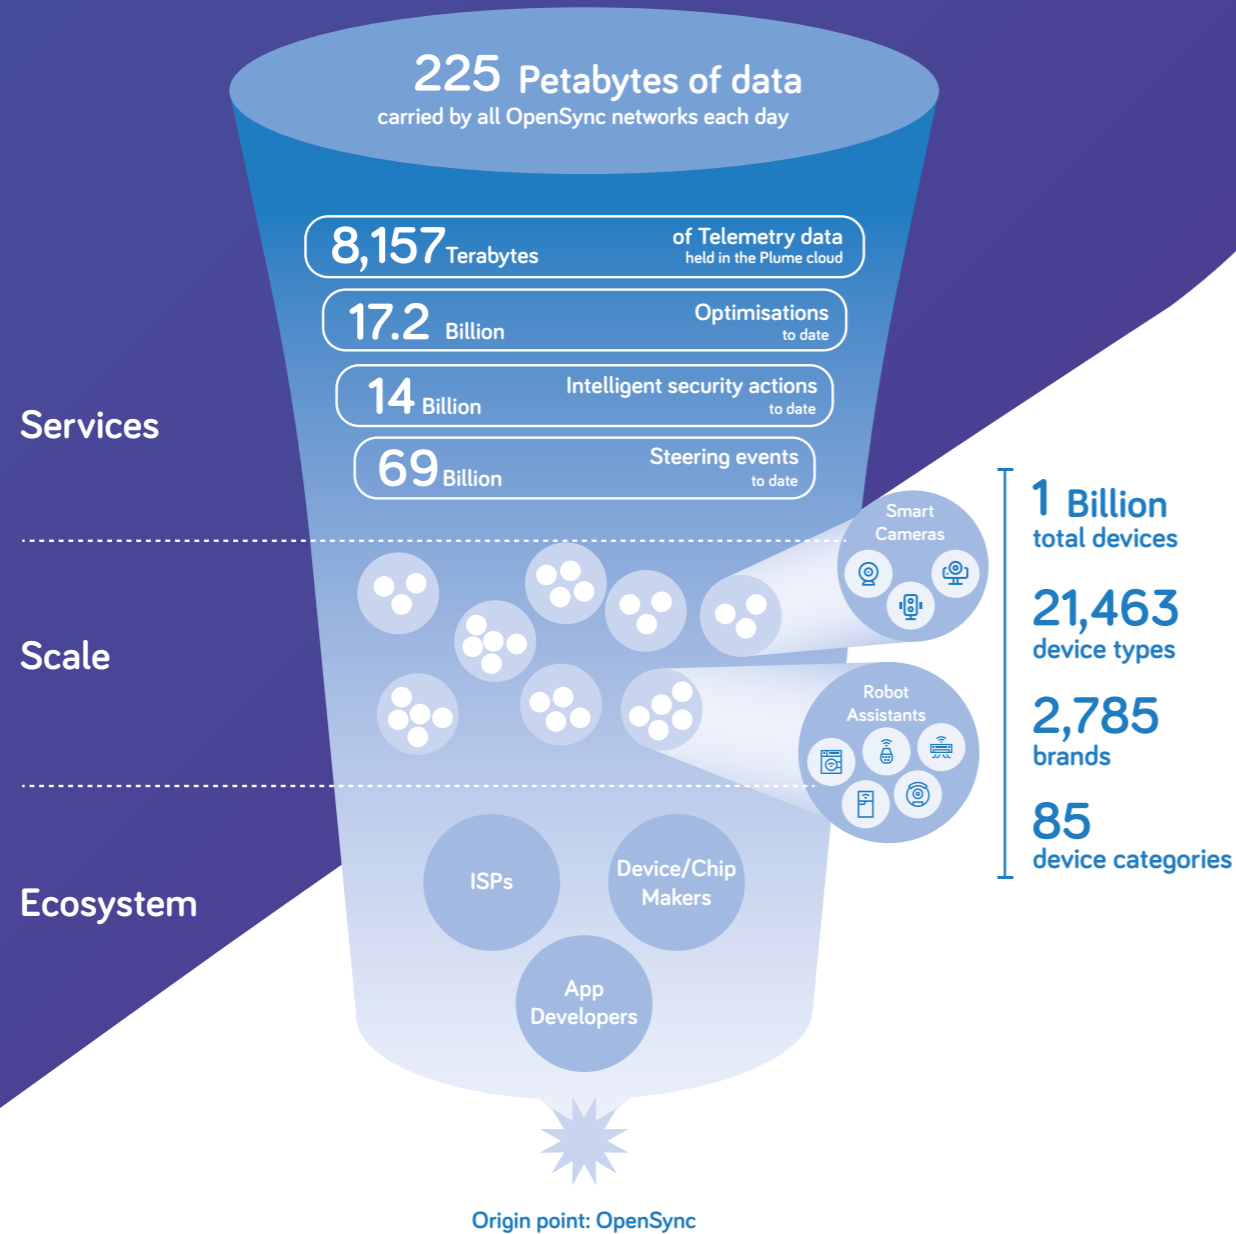 225 Petabytes of data
carried by all OpenSync networks each day
8,157 Terabytes
of Telemetry data
held in the Plume cloud
17.2 Billion
Optimisations
to date
14 Billion
Intelligent security actions
to date
69 Billion
Steering events
to date
Services
Scale
Ecosystem
Smart
Cameras
Robot
Assistants
1 Billion
total devices
21,463
device types
2,785
brands
85
device categories
ISPs
Device/Chip
Makers
App
Developers
Origin point: OpenSync